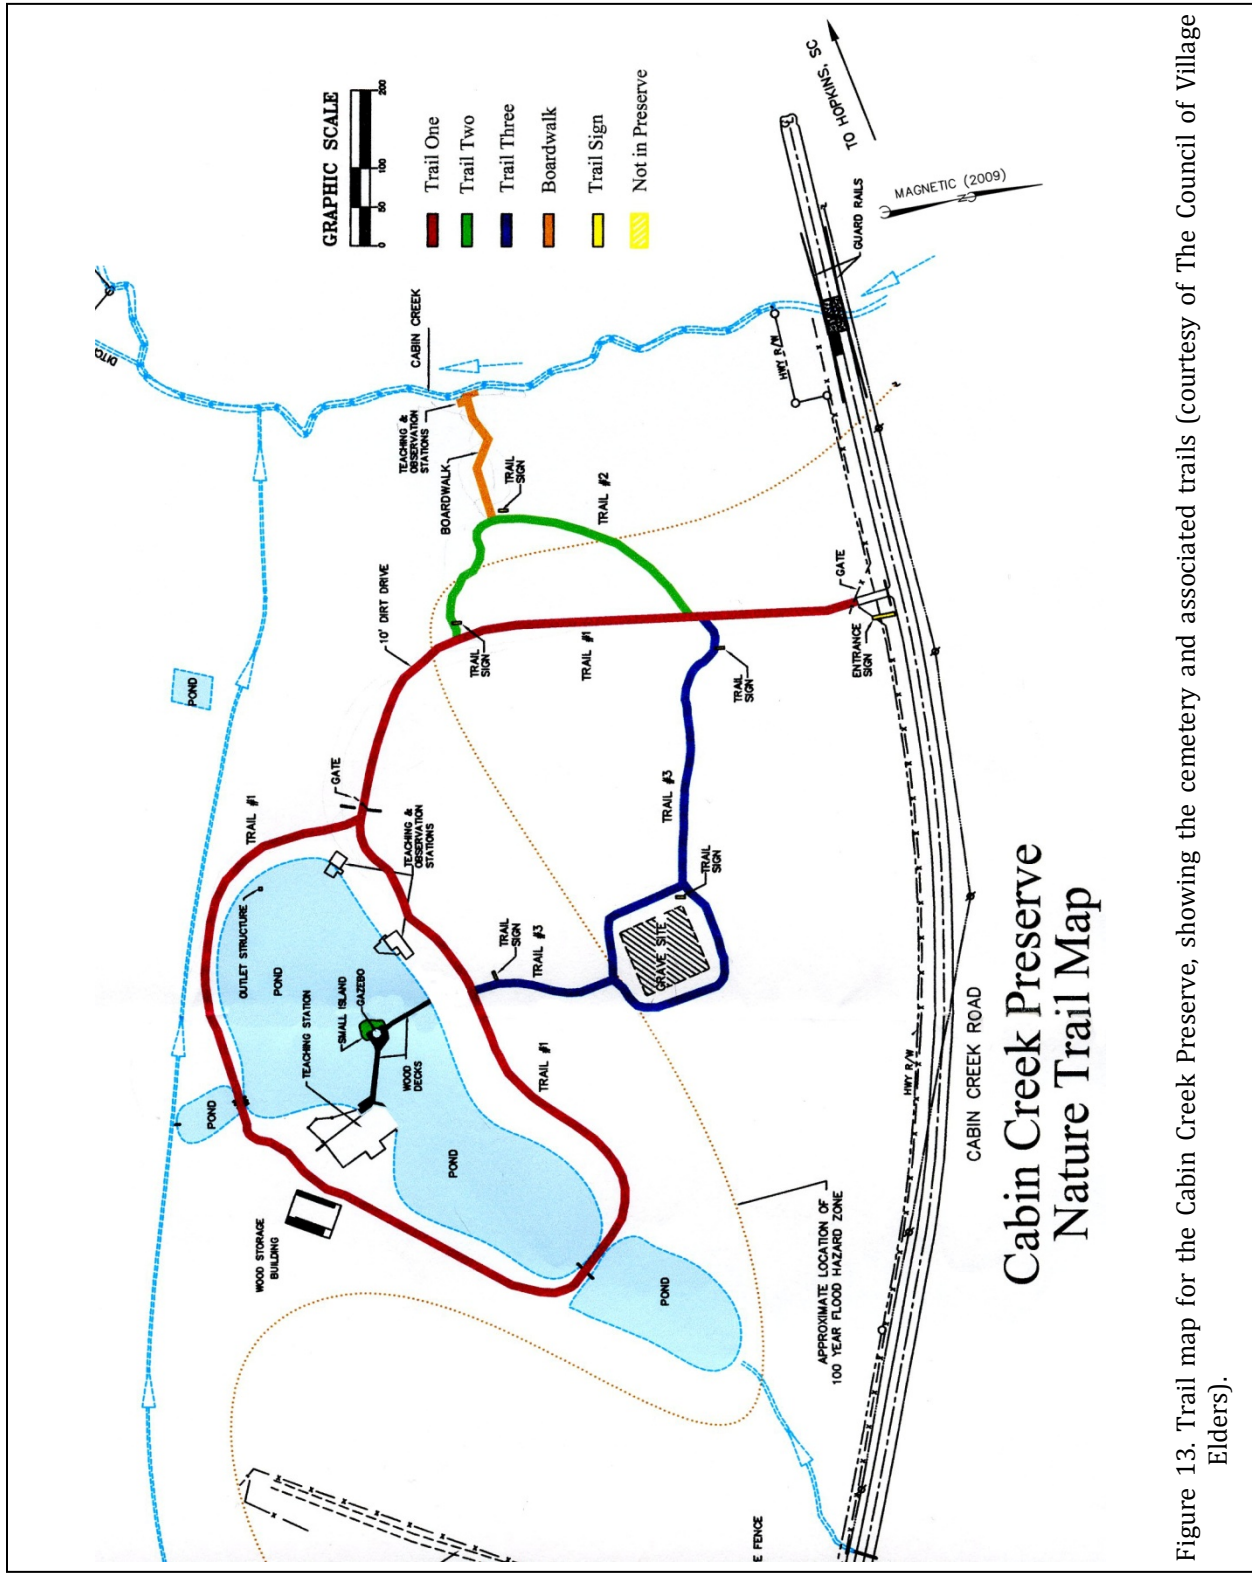 GRAPHIC SCALE
0
50
100
200
Trail One
Trail Two
Trail Three
Boardwalk
Trail Sign
Not in Preserve
TO HOPKINS, SC
MAGNETIC (2009)
N
GUARD RAILS
HWY R/W
CABIN CREEK
TEACHING &
OBSERVATION
STATIONS
BOARDWALK
TRAIL
SIGN
TRAIL #2
GATE
ENTRANCE
SIGN
10' DIRT DRIVE
TRAIL
SIGN
TRAIL #1
TRAIL
SIGN
POND
GATE
TRAIL #1
TEACHING &
OBSERVATION
STATIONS
TRAIL #3
TRAIL
SIGN
GRAVE SITE
TRAIL
SIGN
TRAIL #3
OUTLET STRUCTURE
POND
SMALL ISLAND
GAZEBO
TEACHING STATION
WOOD
DECKS
TRAIL #1
POND
POND
WOOD STORAGE
BUILDING
POND
APPROXIMATE LOCATION OF
100 YEAR FLOOD HAZARD ZONE
HWY R/W
CABIN CREEK ROAD
E FENCE
Cabin Creek Preserve
Nature Trail Map
Figure 13. Trail map for the Cabin Creek Preserve, showing the cemetery and associated trails (courtesy of The Council of Village
Elders).